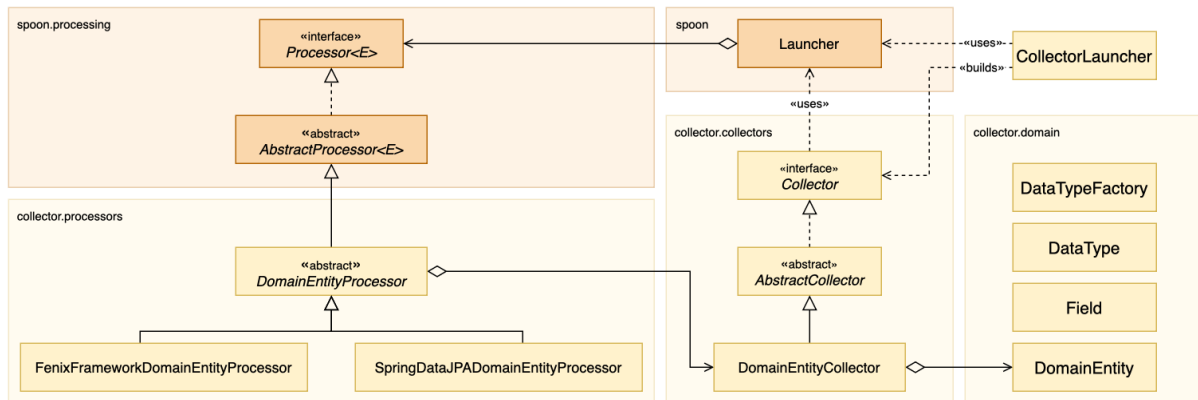 spoon.processing
«interface»
Processor<E>
«abstract»
AbstractProcessor<E>
spoon
Launcher
«uses»
«builds»
CollectorLauncher
«uses»
collector.processors
«abstract»
DomainEntityProcessor
FenixFrameworkDomainEntityProcessor
SpringDataJPADomainEntityProcessor
collector.collectors
«interface»
Collector
«abstract»
AbstractCollector
DomainEntityCollector
collector.domain
DataTypeFactory
DataType
Field
DomainEntity